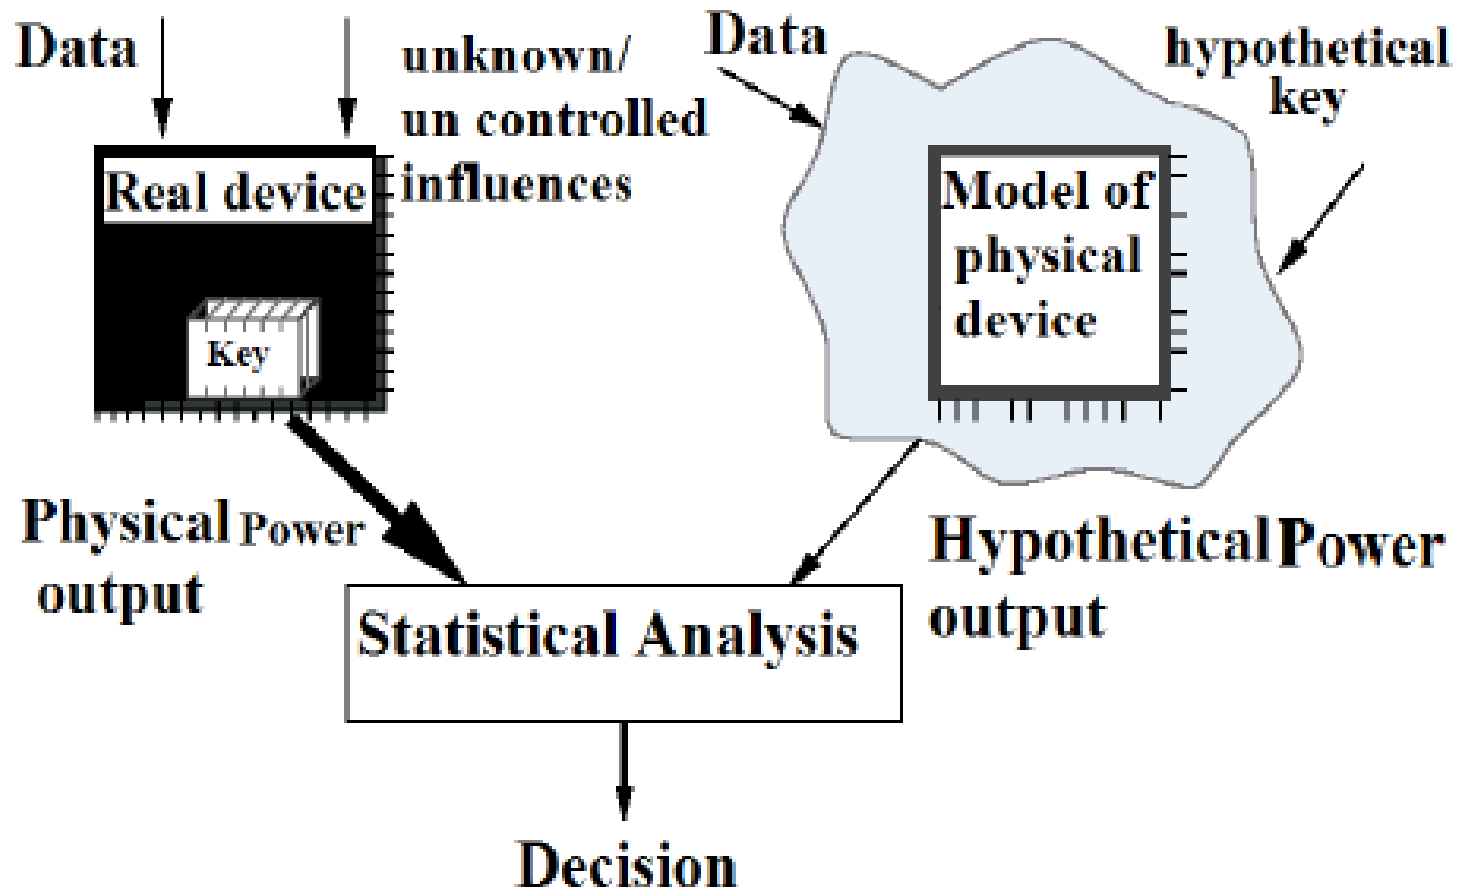 Data
unknown/
un controlled
influences
Real device
Key
Physical Power
output
Data
hypothetical
key
Model of
physical
device
Hypothetical Power
output
Statistical Analysis
Decision